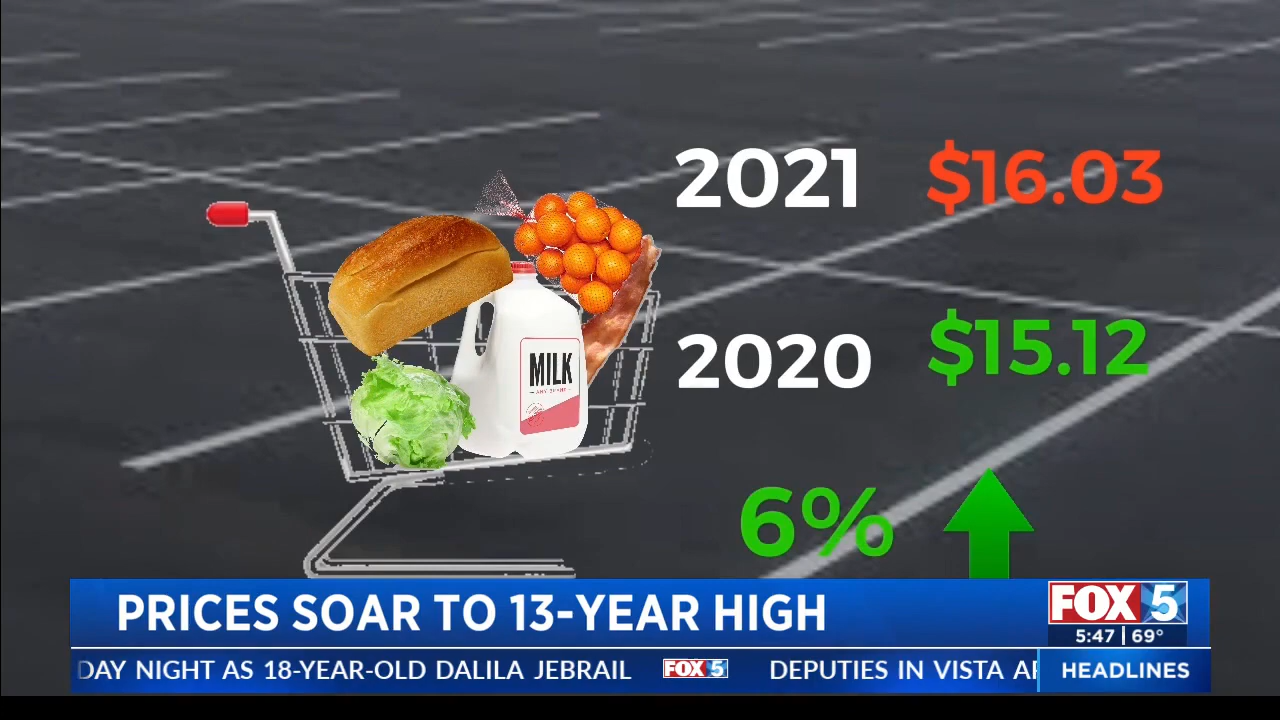 2021 $16.03
2020 $15.12
6%
MILK
PRICES SOAR TO 13-YEAR HIGH
FOX 5
5:47 | 69°
DAY NIGHT AS 18-YEAR-OLD DALILA JEBRAIL FOX 5 DEPUTIES IN VISTA
HEADLINES